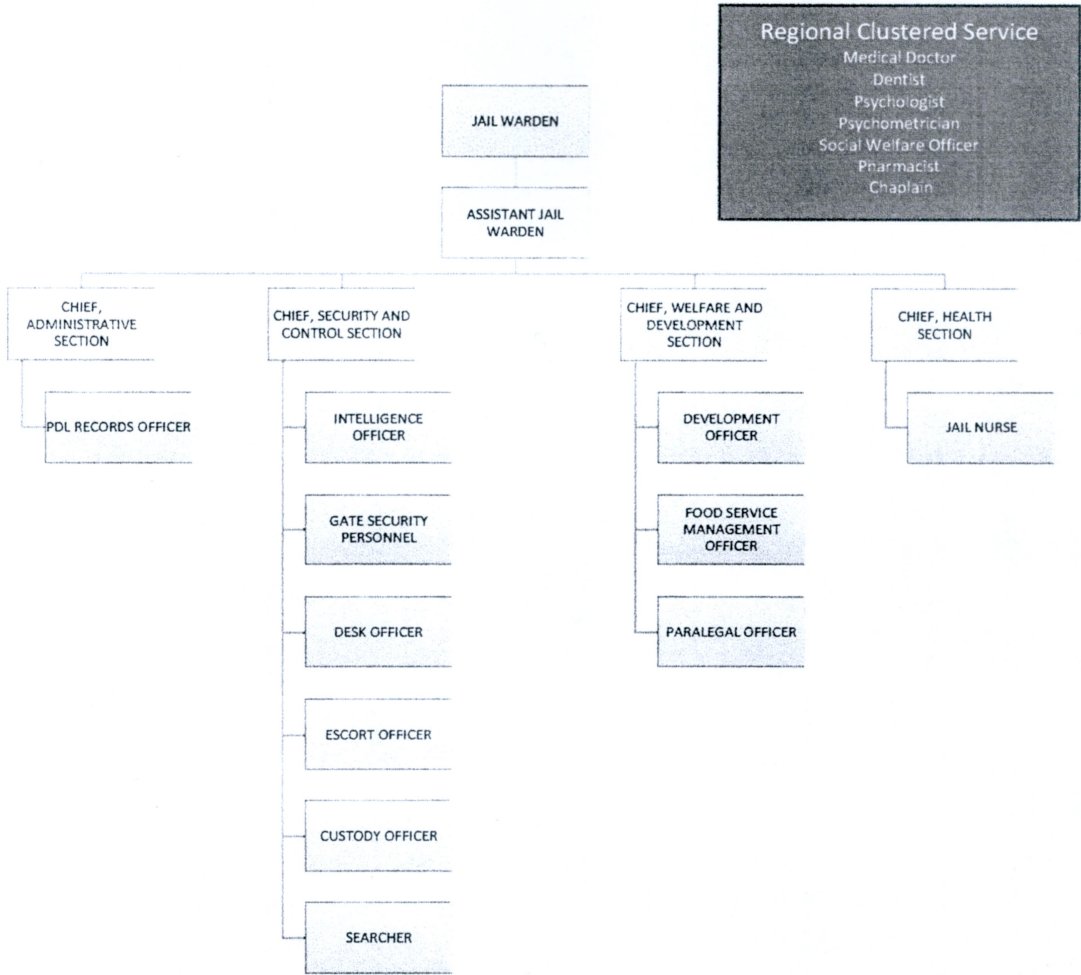 Regional Clustered Service
Medical Doctor
Dentist
Psychologist
Psychometrician
Social Welfare Officer
Pharmacist
Chaplain
JAIL WARDEN
ASSISTANT JAIL
WARDEN
CHIEF,
ADMINISTRATIVE
SECTION
PDL RECORDS OFFICER
CHIEF, SECURITY AND
CONTROL SECTION
INTELLIGENCE
OFFICER
GATE SECURITY
PERSONNEL
DESK OFFICER
ESCORT OFFICER
CUSTODY OFFICER
SEARCHER
CHIEF, WELFARE AND
DEVELOPMENT
SECTION
DEVELOPMENT
OFFICER
FOOD SERVICE
MANAGEMENT
OFFICER
PARALEGAL OFFICER
CHIEF, HEALTH
SECTION
JAIL NURSE